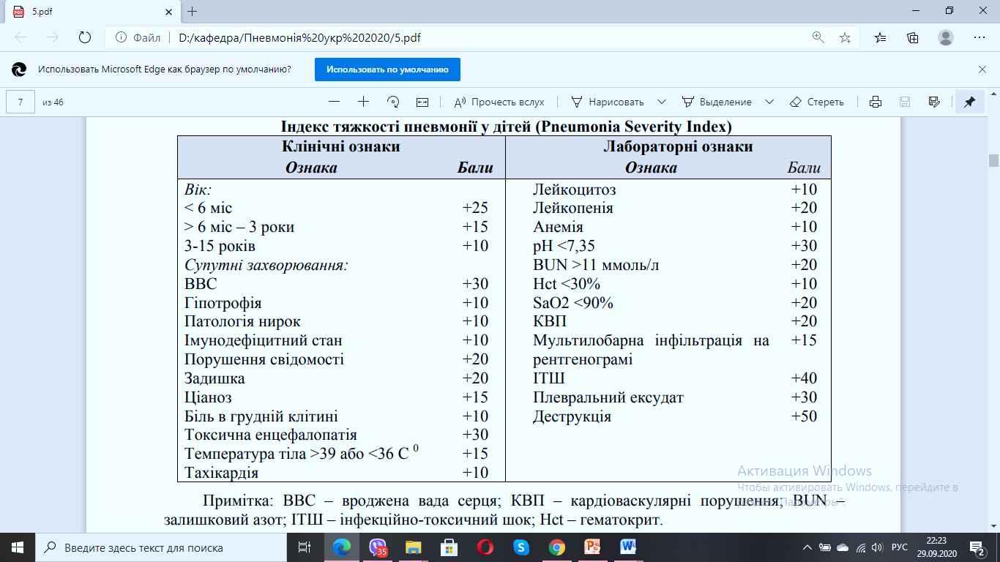 5.pdf
Файл
D:/кафедра/Пневмонія%20укр%202020/5.pdf
Использовать Microsoft Edge как браузер по умолчанию?
Использовать по умолчанию
7 из 46
Прочесть вслух
Нарисовать
Выделение
Стереть
Індекс тяжкості пневмонії у дітей (Pneumonia Severity Index)
Клінічні ознаки Лабораторні ознаки
Ознака Бали Ознака Бали
Вік: Лейкоцитоз +10
< 6 міс +25 Лейкопенія +20
> 6 міс – 3 роки +15 Анемія +10
3-15 років +10 pH <7,35 +30
Супутні захворювання: BUN >11 ммоль/л +20
ВВС +30 Hct <30% +10
Гіпотрофія +10 SaO2 <90% +20
Патологія нирок +10 КВП +20
Імунодефіцитний стан +10 Мультилобарна інфільтрація на +15
Порушення свідомості +20 рентгенограмі
Задишка +20 ІТШ +40
Ціаноз +15 Плевральний ексудат +30
Біль в грудній клітині +10 Деструкція +50
Токсична енцефалопатія +30
Температура тіла >39 або <36 С 0 +15
Тахікардія +10
Примітка: ВВС – вроджена вада серця; КВП – кардіоваскулярні порушення; BUN –
залишковий азот; ІТШ – інфекційно-токсичний шок; Hct – гематокрит.
Активация Windows
Чтобы активировать Windows, перейдите в
"Параметры".
Введите здесь текст для поиска
35
РУС
22:23
29.09.2020
2